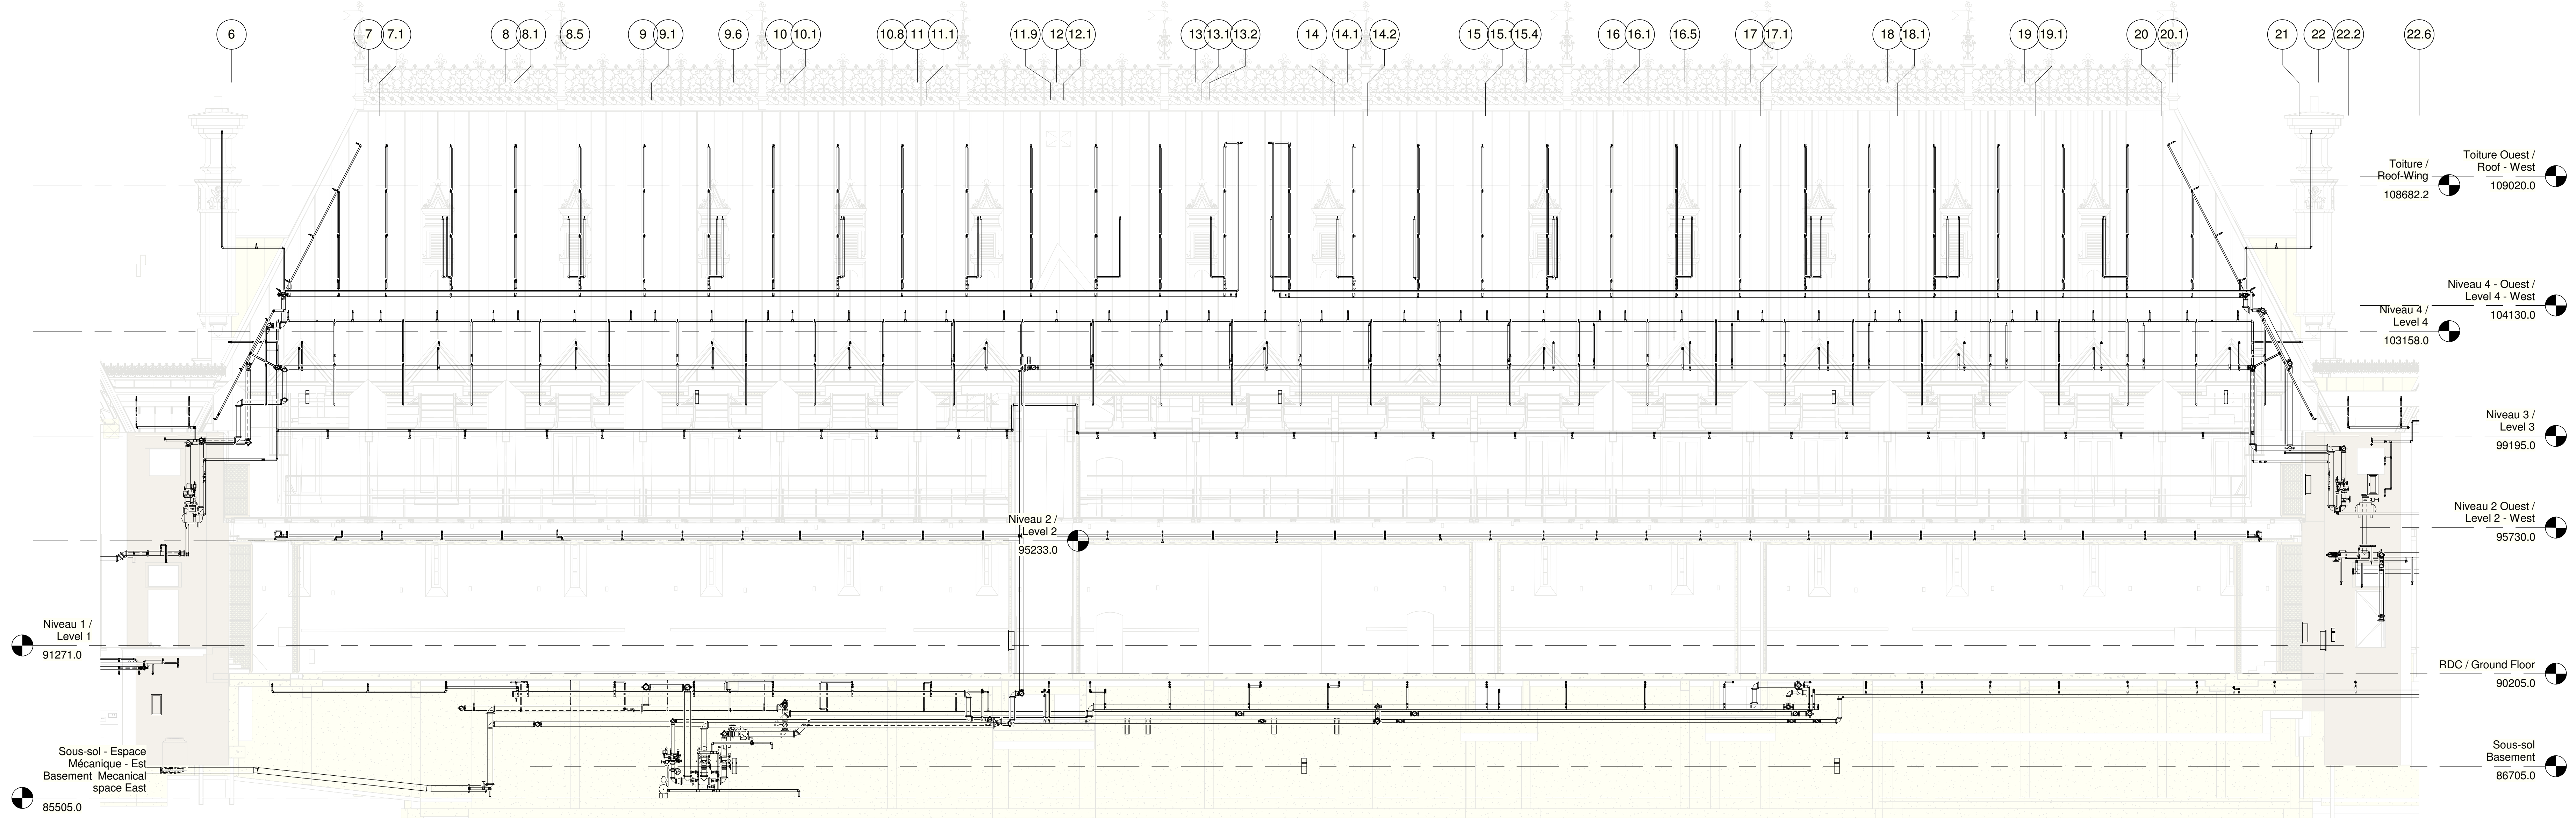 6
7
7.1
8
8.1
8.5
9
9.1
9.6
10
10.1
10.8
11
11.1
11.9
12
12.1
13
13.1
13.2
14
14.1
14.2
15
15.1
15.4
16
16.1
16.5
17
17.1
18
18.1
19
19.1
20
20.1
21
22
22.2
22.6
Toiture /
Roof-Wing
108682.2
Toiture Ouest /
Roof - West
109020.0
Niveau 4 - Ouest /
Level 4 - West
104130.0
Niveau 4 /
Level 4
103158.0
Niveau 3 /
Level 3
99195.0
Niveau 2 /
Level 2
95233.0
Niveau 2 Ouest /
Level 2 - West
95730.0
Niveau 1 /
Level 1
91271.0
RDC / Ground Floor
90205.0
Sous-sol - Espace
Mécanique - Est
Basement Mecanical
space East
85505.0
Sous-sol
Basement
86705.0